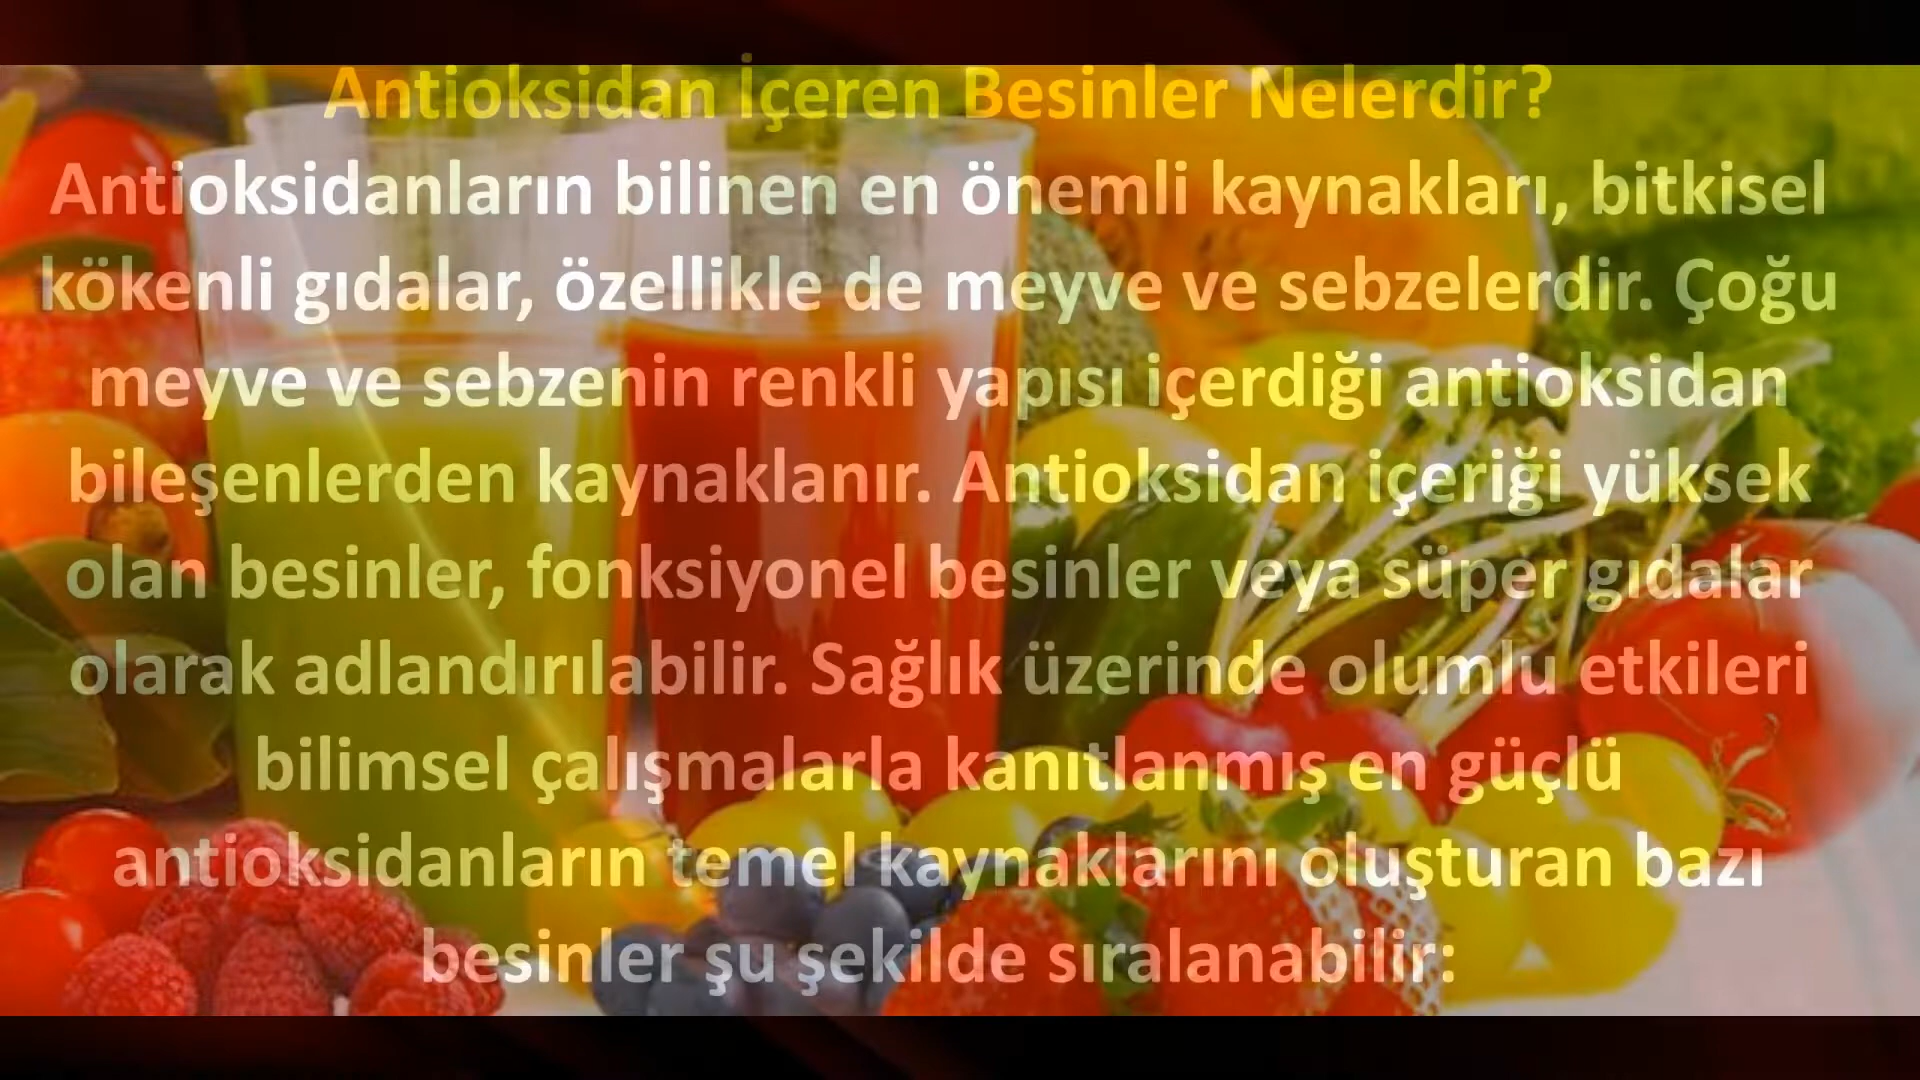 Antioksidan İçeren Besinler Nelerdir?
Antioksidanların bilinen en önemli kaynakları, bitkisel
kökenli gıdalar, özellikle de meyve ve sebzelerdir. Çoğu
meyve ve sebzenin renkli yapısı içerdiği antioksidan
bileşenlerden kaynaklanır. Antioksidan içeriği yüksek
olan besinler, fonksiyonel besinler veya süper gıdalar
olarak adlandırılabilir. Sağlık üzerinde olumlu etkileri
bilimsel çalışmalarla kanıtlanmış en güçlü
antioksidanların temel kaynaklarını oluşturan bazı
besinler şu şekilde sıralanabilir: